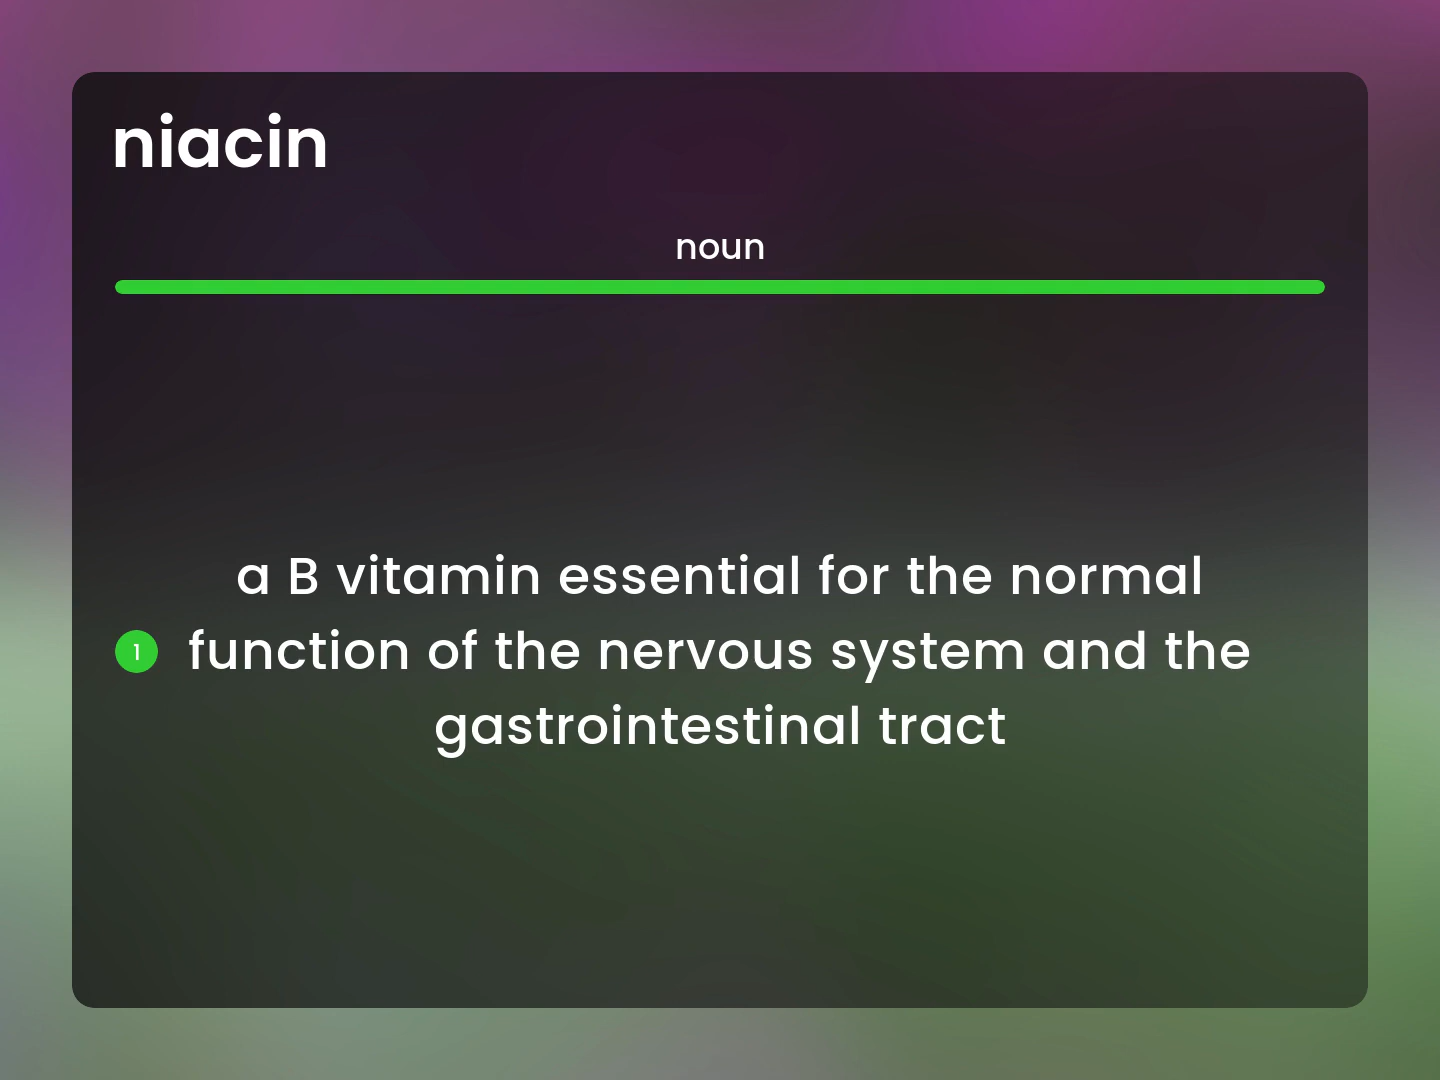 niacin
noun
a B vitamin essential for the normal
1 function of the nervous system and the
gastrointestinal tract